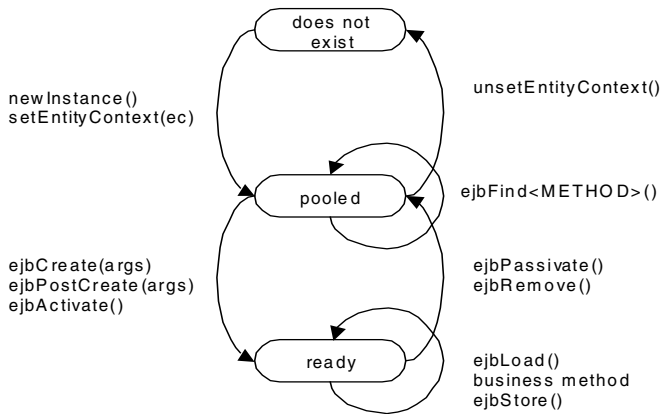 does not
exist
newInstance()
setEntityContext(ec)
unsetEntityContext()
pooled
ejbFind<METHOD>()
ejbCreate(args)
ejbPostCreate(args)
ejbActivate()
ejbPassivate()
ejbRemove()
ready
ejbLoad()
business method
ejbStore()